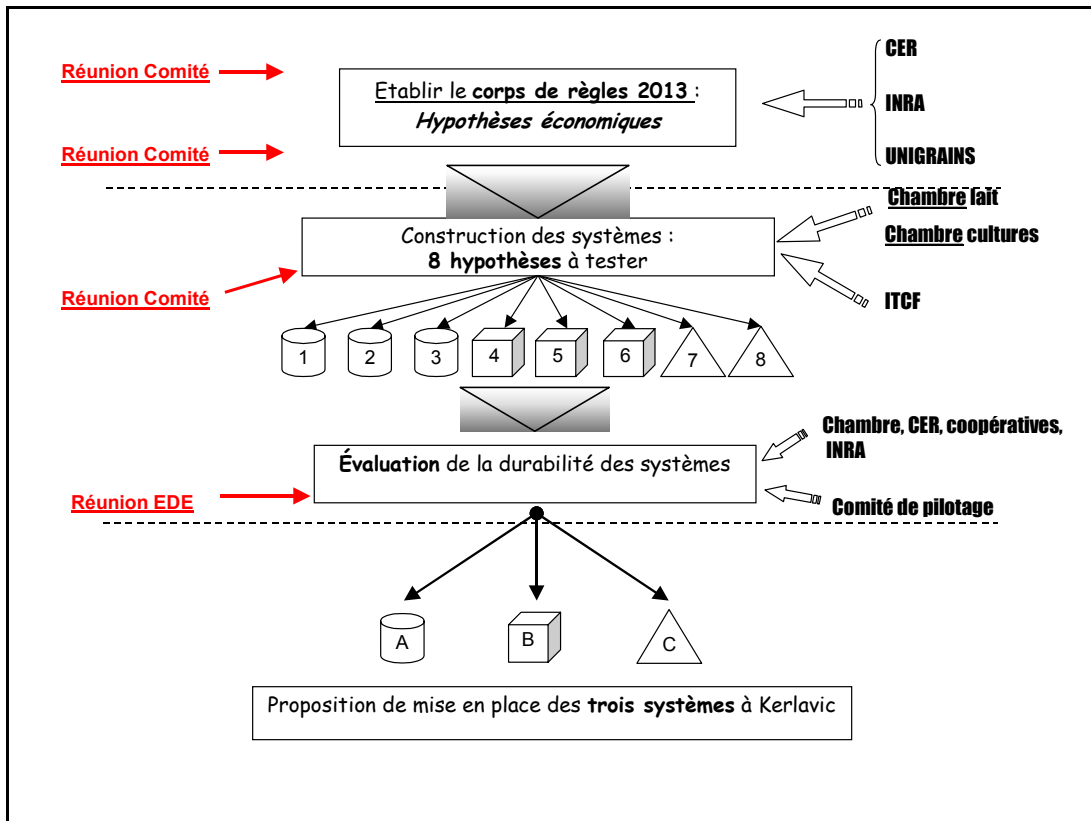 CER
Réunion Comité
Etablir le corps de règles 2013 :
Hypothèses économiques
INRA
Réunion Comité
UNIGRAINS
Chambre lait
Construction des systèmes :
8 hypothèses à tester
Chambre cultures
Réunion Comité
ITCF
1 2 3 4 5 6 7 8
Chambre, CER, coopératives,
INRA
Évaluation de la durabilité des systèmes
Réunion EDE
Comité de pilotage
A B C
Proposition de mise en place des trois systèmes à Kerlavic